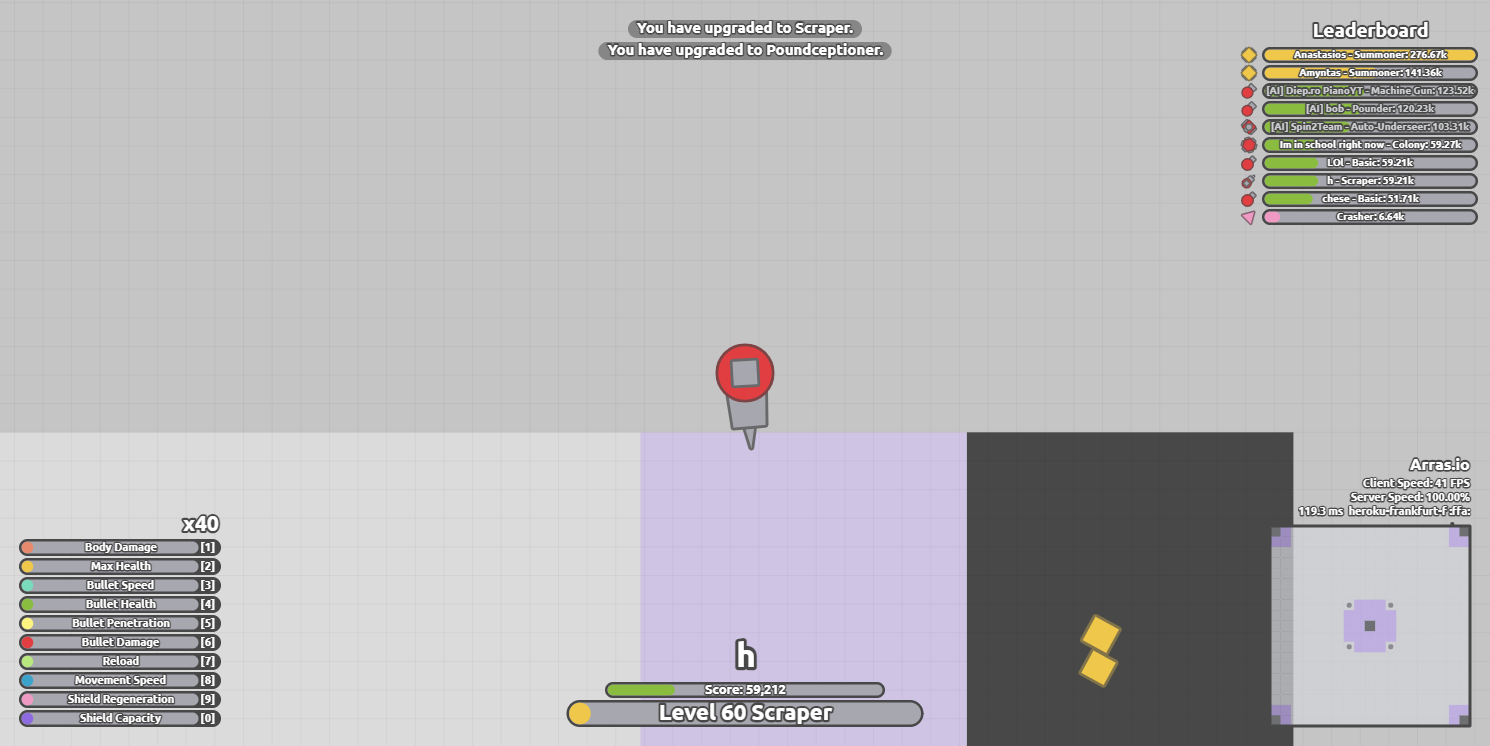 You have upgraded to Scraper.
You have upgraded to Poundceptioner.
Leaderboard
Anastasios - Summoner: 276.67k
Amyntas - Summoner: 141.36k
[AI] Diep.ro PianoYT - Machine Gun: 123.52k
[AI] bob - Pounder: 120.23k
[AI] Spin2Team - Auto-Underseer: 103.31k
Im in school right now - Colony: 59.27k
LOl - Basic: 59.21k
h - Scraper: 59.21k
chese - Basic: 51.71k
Crasher: 6.64k
Arras.io
Client Speed: 41 FPS
Server Speed: 100.00%
119.3 ms heroku-frankfurt-f :ffa:
x40
Body Damage [1]
Max Health [2]
Bullet Speed [3]
Bullet Health [4]
Bullet Penetration [5]
Bullet Damage [6]
Reload [7]
Movement Speed [8]
Shield Regeneration [9]
Shield Capacity [0]
h
Score: 59,212
Level 60 Scraper